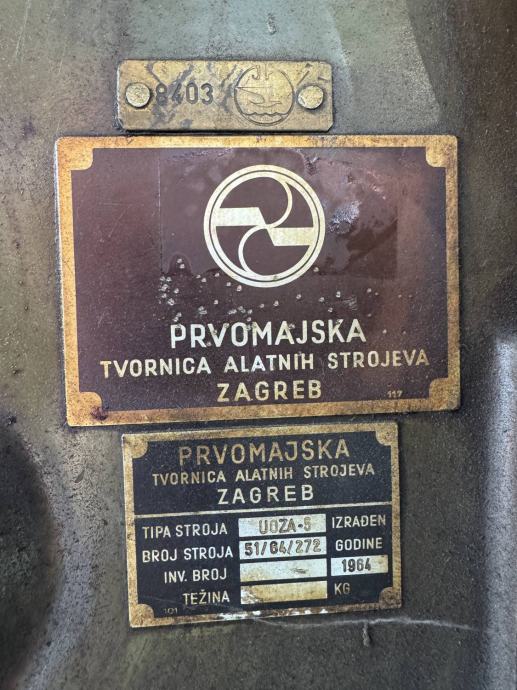 8403
PRVOMAJSKA
TVORNICA ALATNIH STROJEVA
ZAGREB
117
PRVOMAJSKA
TVORNICA ALATNIH STROJEVA
ZAGREB
TIPA STROJA UOZA-6 IZRAĐEN
BROJ STROJA 51/64/272 GODINE
INV. BROJ 1964
TEŽINA KG
101